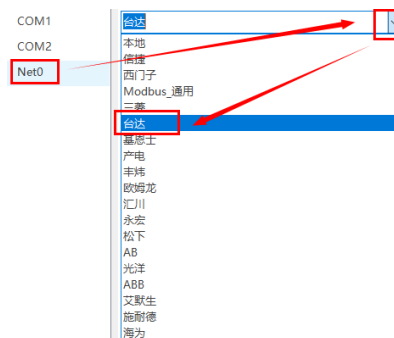 COM1
COM2
Net0
台达
本地
信捷
西门子
Modbus_通用
三菱
台达
基恩士
产电
丰炜
欧姆龙
汇川
永宏
松下
AB
光洋
ABB
艾默生
施耐德
海为